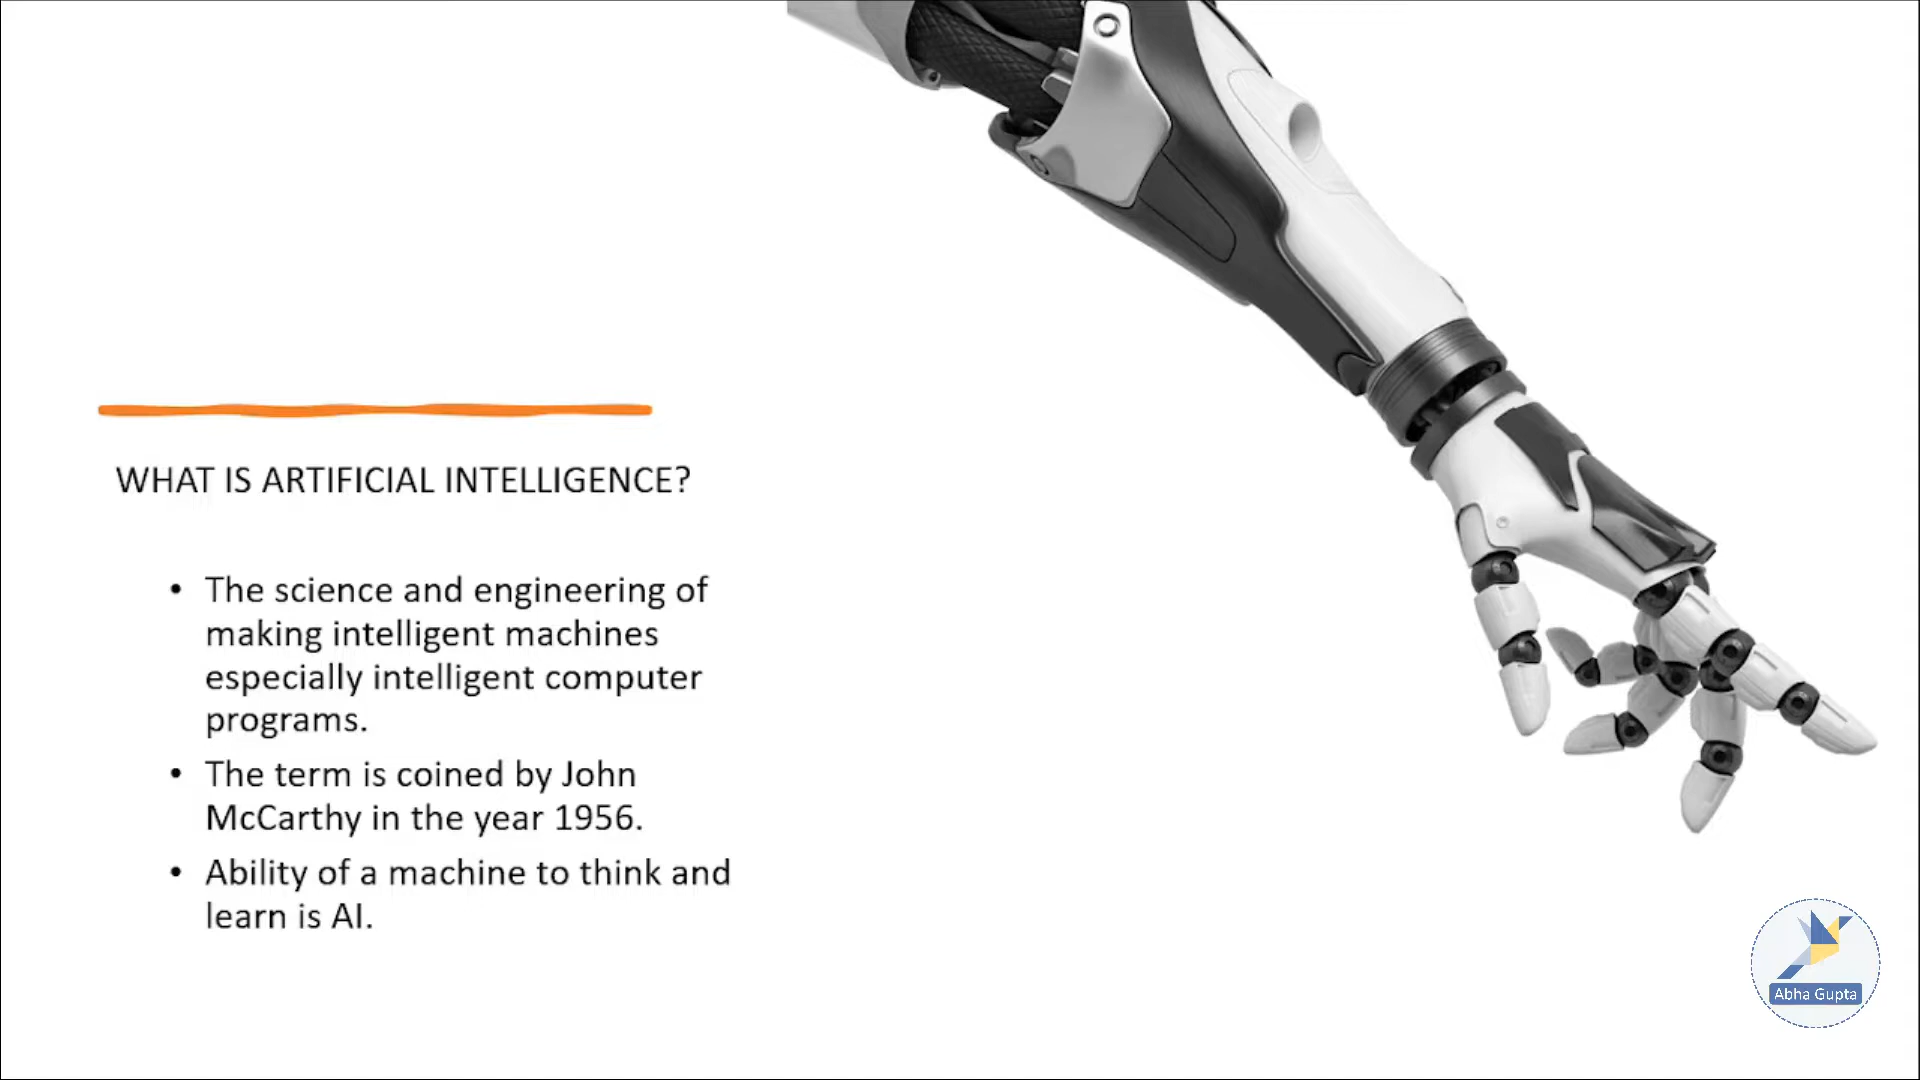 WHAT IS ARTIFICIAL INTELLIGENCE?
• The science and engineering of
making intelligent machines
especially intelligent computer
programs.
• The term is coined by John
McCarthy in the year 1956.
• Ability of a machine to think and
learn is AI.
Abha Gupta